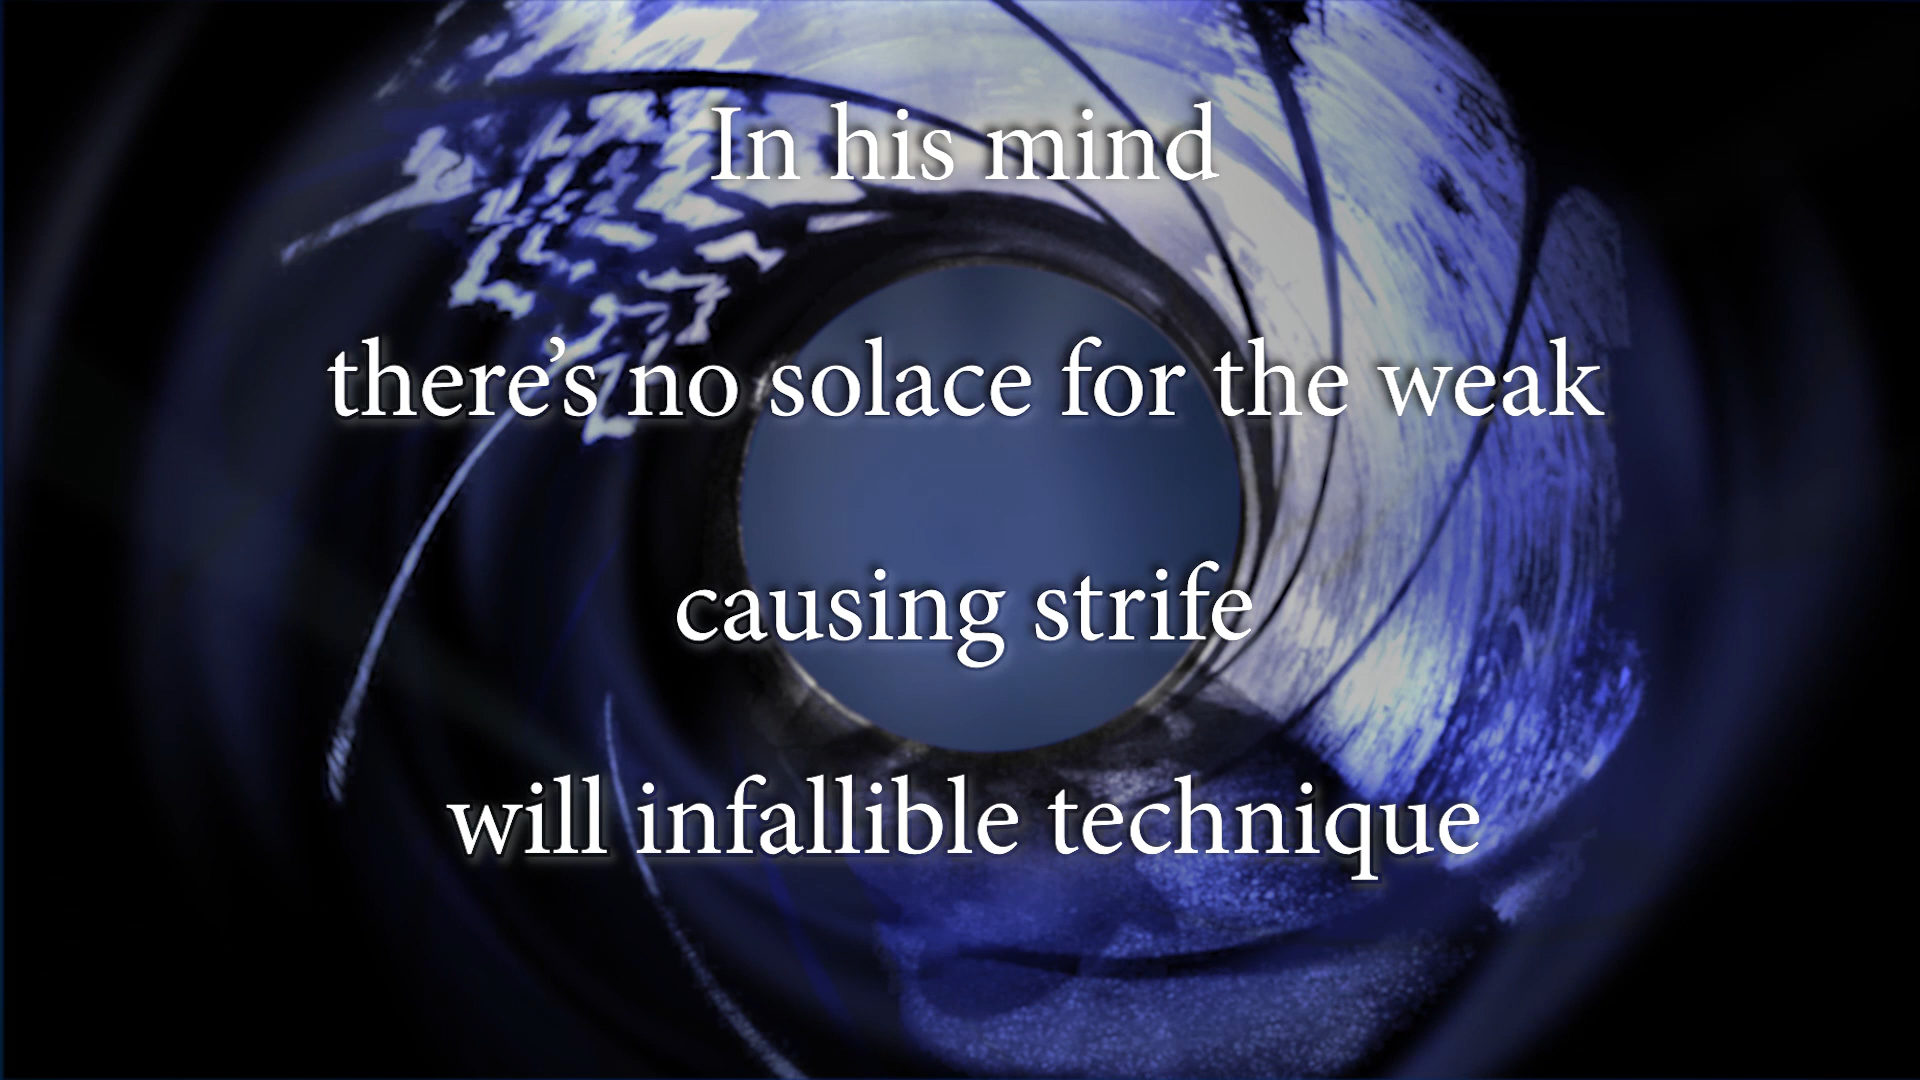 In his mind
there’s no solace for the weak
causing strife
will infallible technique